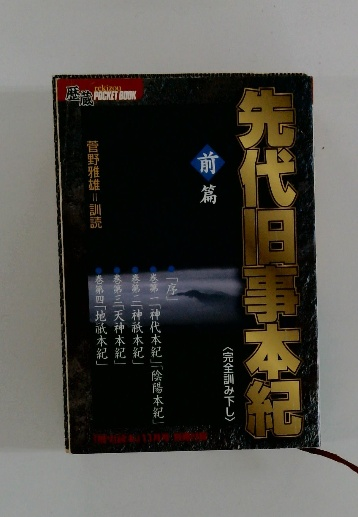 歴蔵
rekizou
POCKET BOOK
先代旧事本紀
〈完全訓み下し〉
前
篇
菅野雅雄＝訓読
●「序」
●巻第一「神代本紀」「陰陽本紀」
●巻第二「神祇本紀」
●巻第三「天神本紀」
●巻第四「地祇本紀」